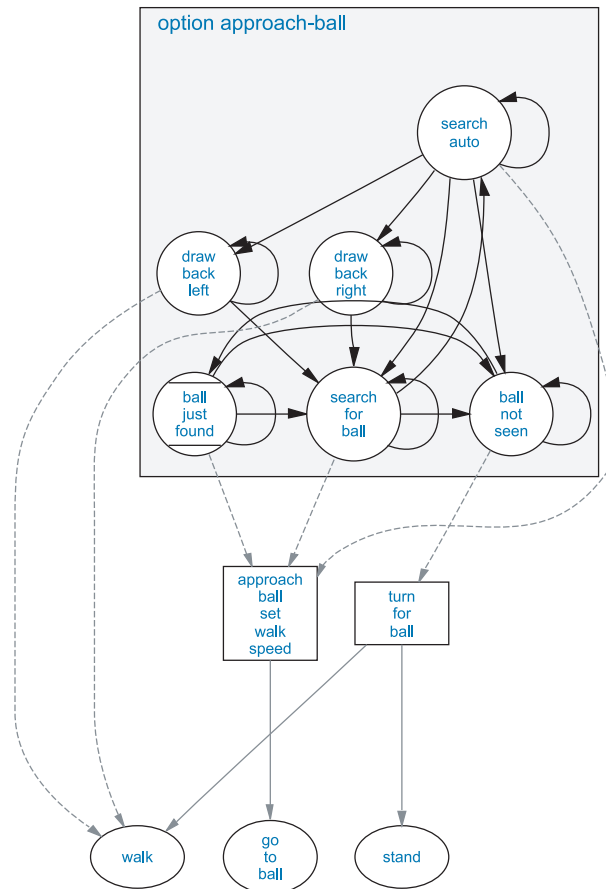 option approach-ball
search
auto
draw
back
left
draw
back
right
ball
just
found
search
for
ball
ball
not
seen
approach
ball
set
walk
speed
turn
for
ball
walk
go
to
ball
stand